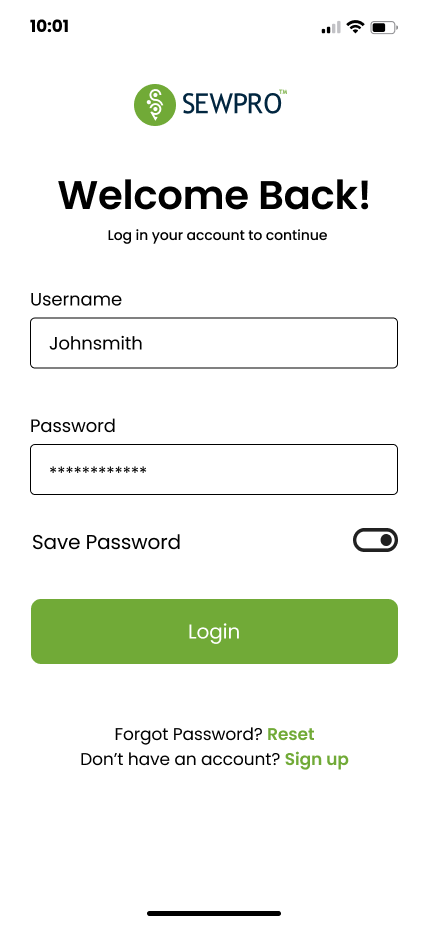 10:01
SEWPRO™
Welcome Back!
Log in your account to continue
Username
Johnsmith
Password
************
Save Password
Login
Forgot Password? Reset
Don’t have an account? Sign up